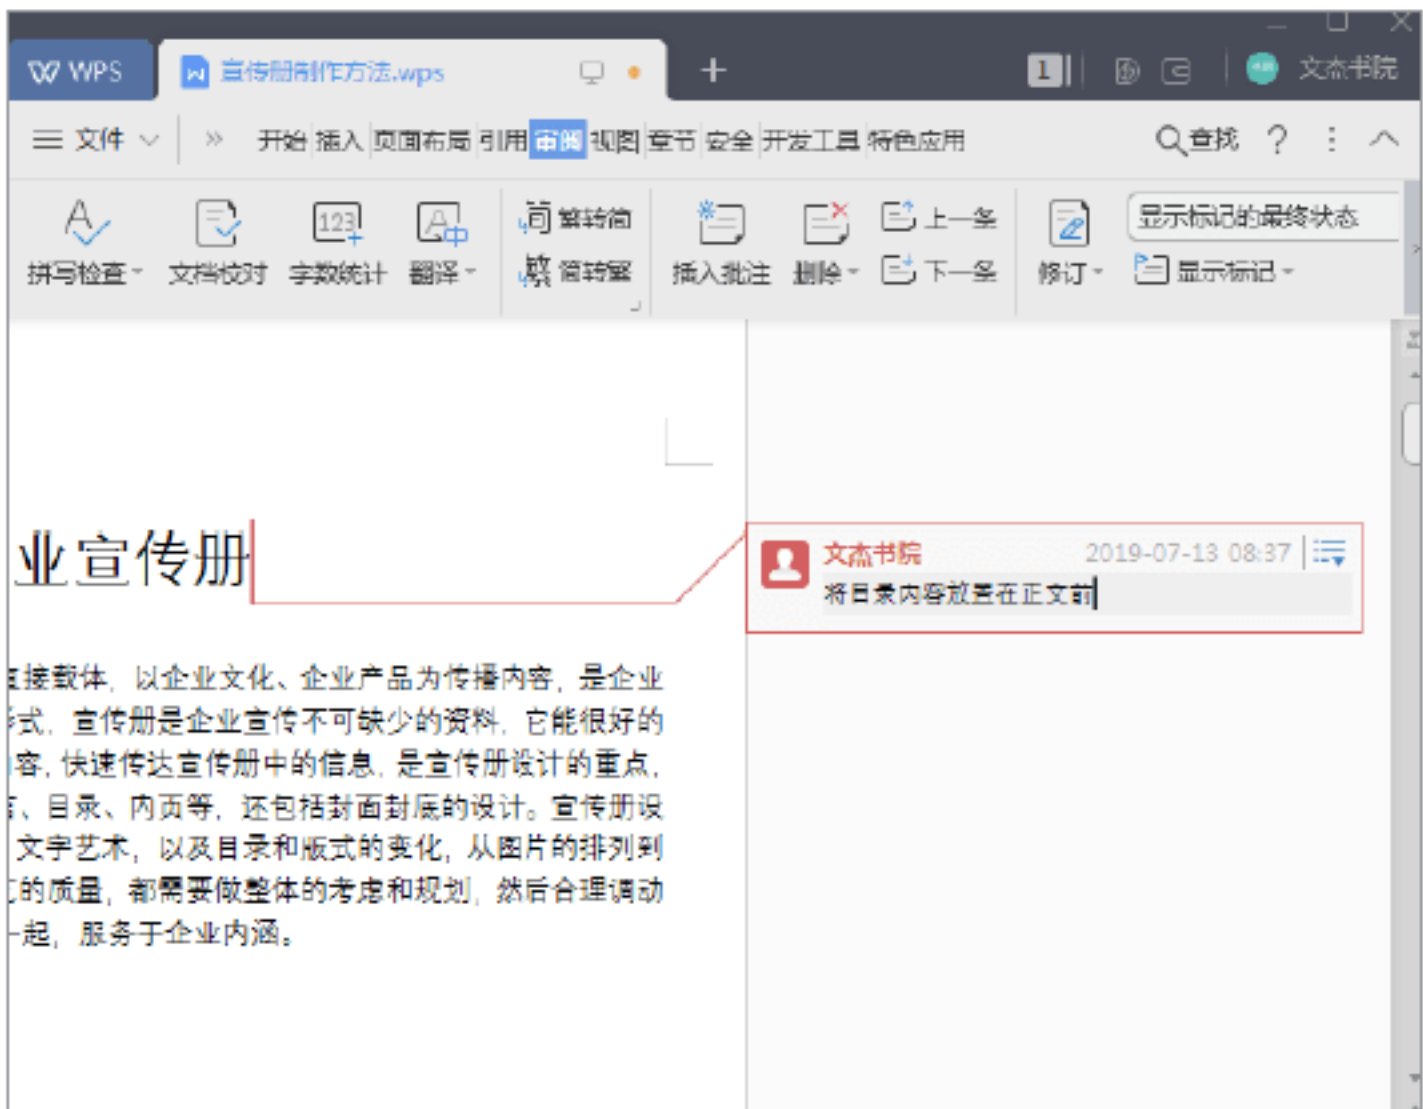 WPS 宣传册制作方法.wps + 1 文杰书院
文件 » 开始 插入 页面布局 引用 审阅 视图 章节 安全 开发工具 特色应用 查找 ? ⋮
123 A中 简 繁转简 上一条 显示标记的最终状态
拼写检查 文档校对 字数统计 翻译 繁 简转繁 插入批注 删除 下一条 修订 显示标记
业宣传册
文杰书院 2019-07-13 08:37
将目录内容放置在正文前
直接载体，以企业文化、企业产品为传播内容，是企业
形式，宣传册是企业宣传不可缺少的资料，它能很好的
容，快速传达宣传册中的信息，是宣传册设计的重点，
、目录、内页等，还包括封面封底的设计。宣传册设
文字艺术，以及目录和版式的变化，从图片的排列到
的质量，都需要做整体的考虑和规划，然后合理调动
一起，服务于企业内涵。